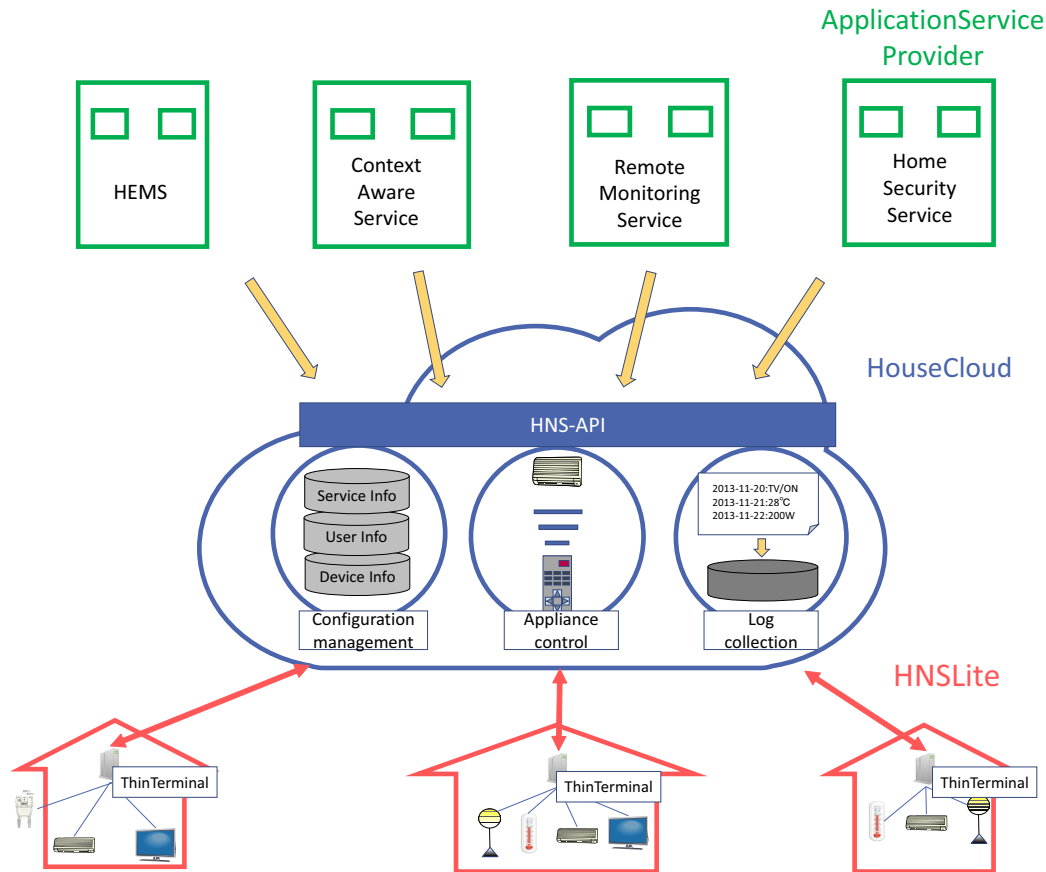 ApplicationService
Provider
HEMS
Context
Aware
Service
Remote
Monitoring
Service
Home
Security
Service
HouseCloud
HNS-API
Service Info
User Info
Device Info
2013-11-20:TV/ON
2013-11-21:28℃
2013-11-22:200W
Configuration
management
Appliance
control
Log
collection
HNSLite
ThinTerminal
ThinTerminal
ThinTerminal